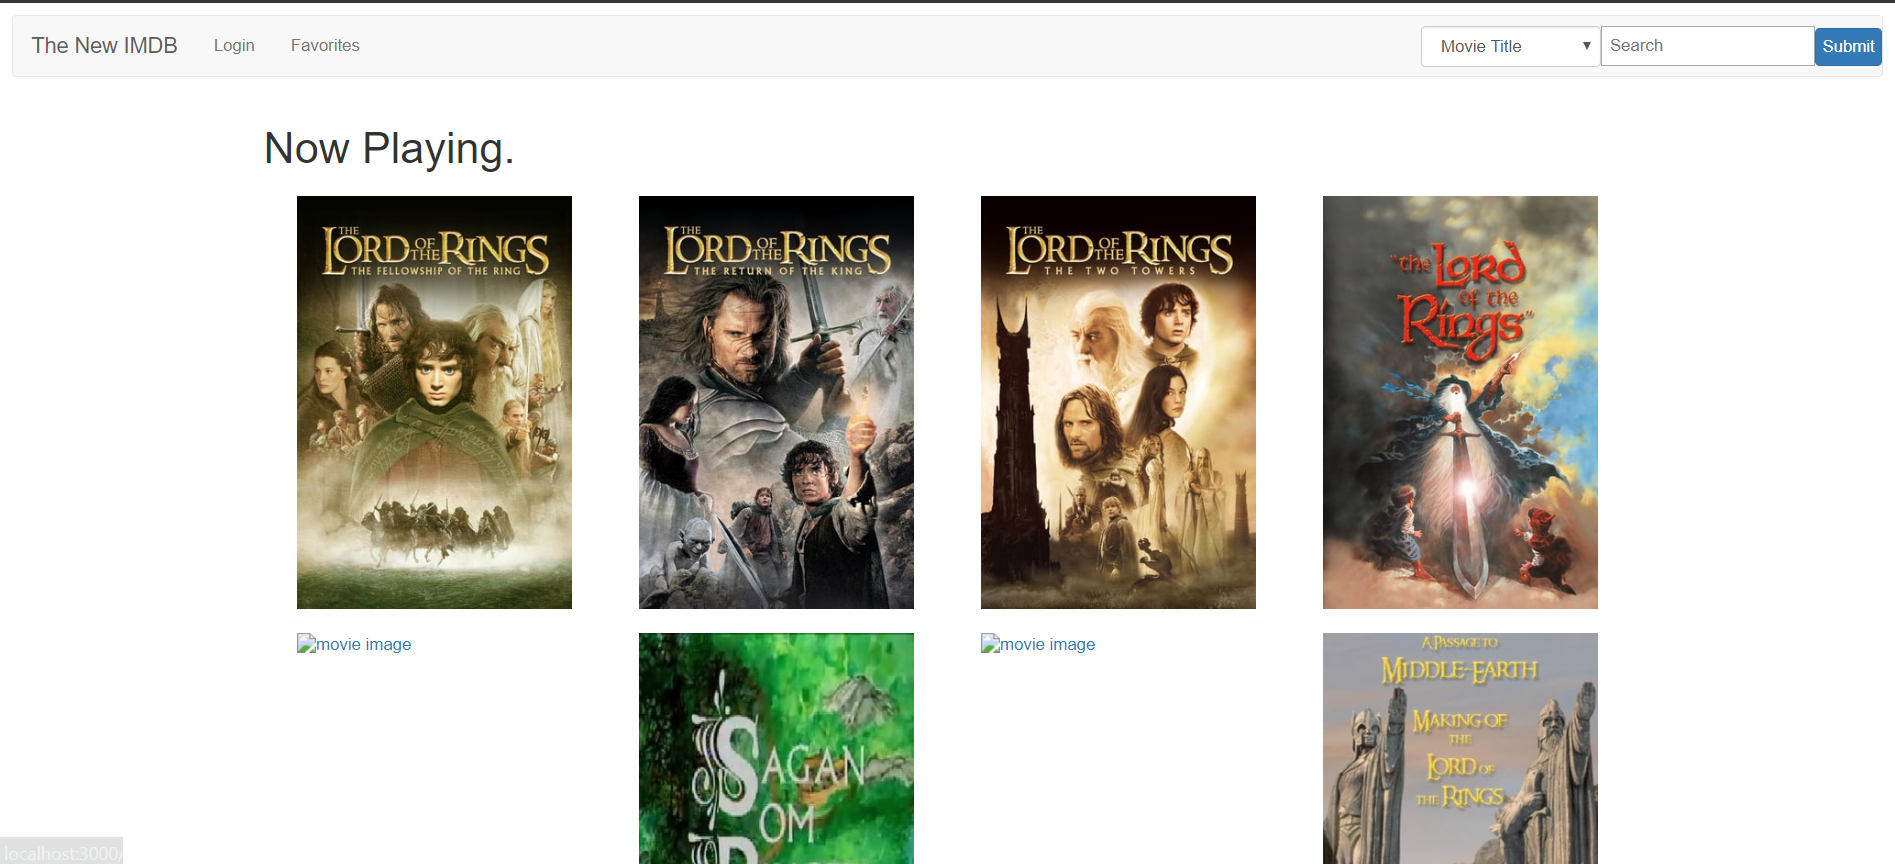 The New IMDB Login Favorites Movie Title Search Submit
Now Playing.
THE
LORD OF THE RINGS
THE FELLOWSHIP OF THE RING
THE
LORD OF THE RINGS
THE RETURN OF THE KING
THE
LORD OF THE RINGS
THE TWO TOWERS
"the Lord
of the
Rings"
movie image
SAGAN
OM
movie image
A PASSAGE TO
MIDDLE-EARTH
MAKING OF
THE
LORD OF
THE RINGS
localhost:3000/